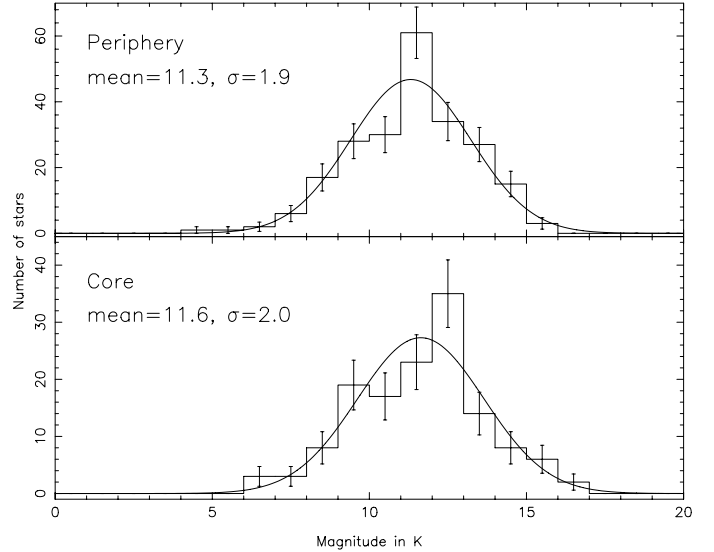 60
40
20
0
Periphery
mean=11.3, σ=1.9
Number of stars
40
30
20
10
0
Core
mean=11.6, σ=2.0
0 5 10 15 20
Magnitude in K